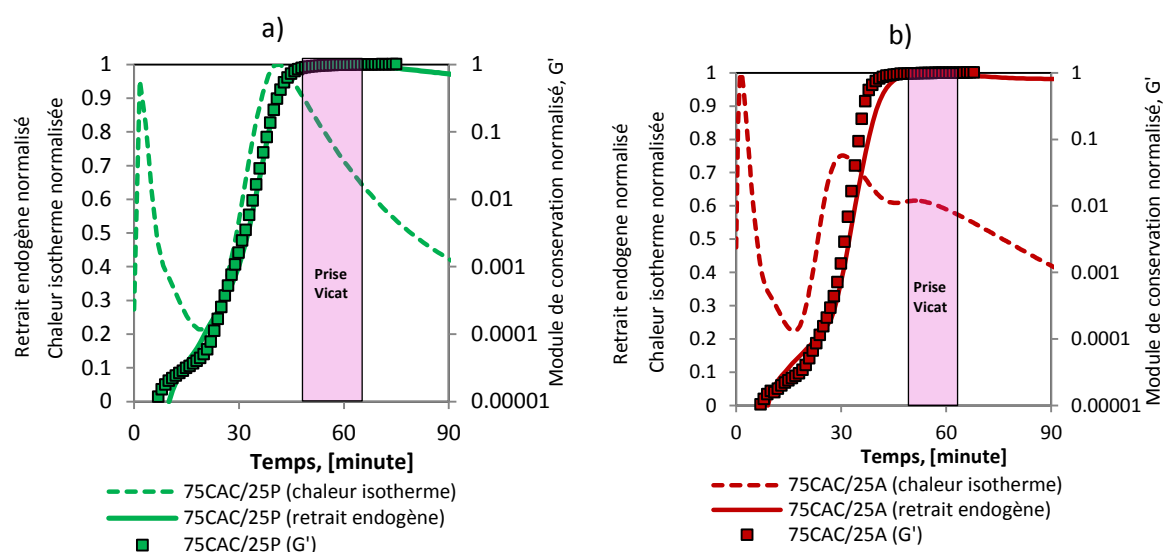 a)
Retrait endogène normalisé
Chaleur isotherme normalisée
1
0.9
0.8
0.7
0.6
0.5
0.4
0.3
0.2
0.1
0
Prise
Vicat
1
0.1
0.01
0.001
0.0001
0.00001
Module de conservation normalisé, G'
0
30
60
90
Temps, [minute]
75CAC/25P (chaleur isotherme)
75CAC/25P (retrait endogène)
75CAC/25P (G')
b)
Retrait endogène normalisé
Chaleur isotherme normalisée
1
0.9
0.8
0.7
0.6
0.5
0.4
0.3
0.2
0.1
0
Prise
Vicat
1
0.1
0.01
0.001
0.0001
0.00001
Module de conservation normalisé, G'
0
30
60
90
Temps, [minute]
75CAC/25A (chaleur isotherme)
75CAC/25A (retrait endogène)
75CAC/25A (G')